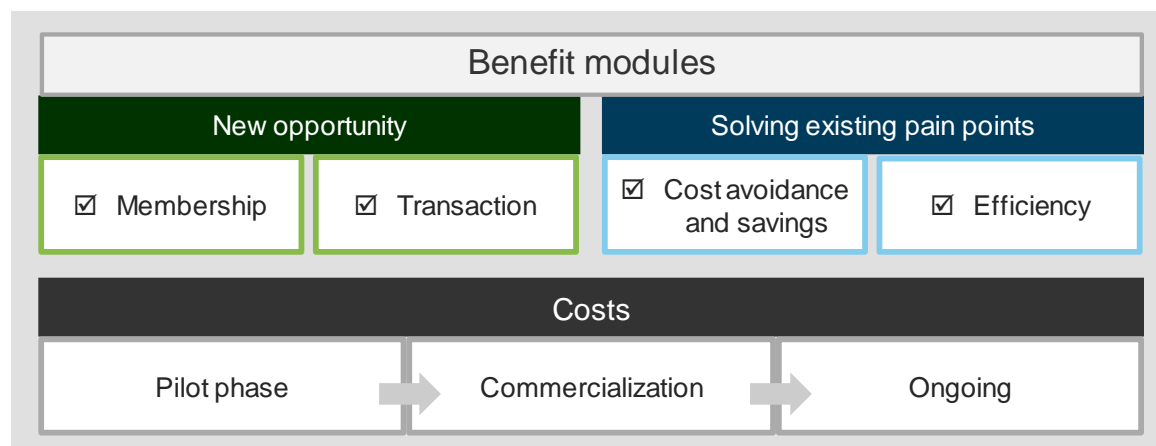 Benefit modules
New opportunity
Solving existing pain points
☑ Membership
☑ Transaction
☑ Cost avoidance
and savings
☑ Efficiency
Costs
Pilot phase
Commercialization
Ongoing